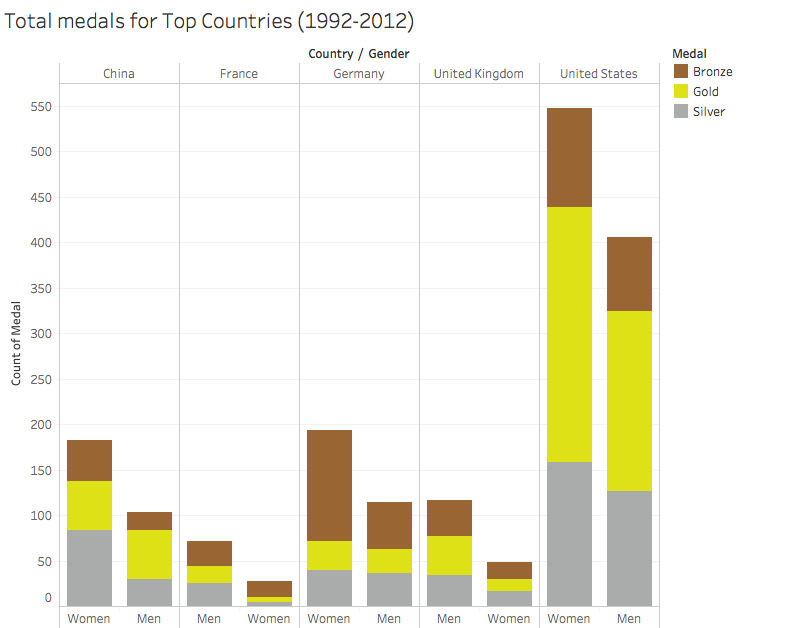 Total medals for Top Countries (1992-2012)
Country / Gender
China France Germany United Kingdom United States
Medal
Bronze
Gold
Silver
Count of Medal
550
500
450
400
350
300
250
200
150
100
50
0
Women Men Men Women Women Men Men Women Women Men